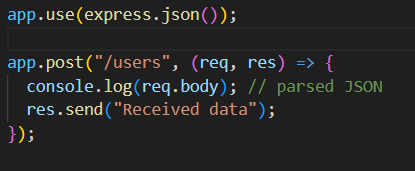 app.use(express.json());
app.post("/users", (req, res) => {
  console.log(req.body); // parsed JSON
  res.send("Received data");
});